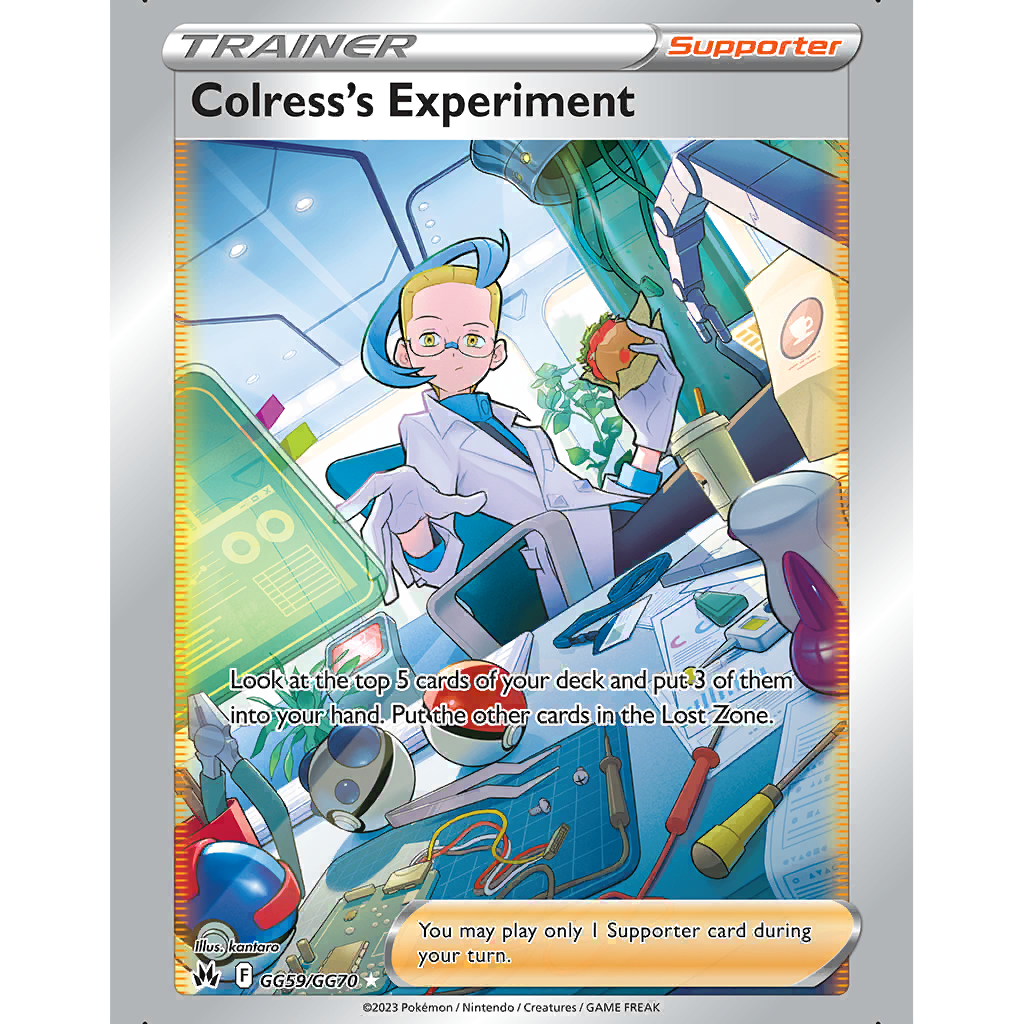 TRAINER
Supporter
Colress's Experiment
Look at the top 5 cards of your deck and put 3 of them
into your hand. Put the other cards in the Lost Zone.
You may play only 1 Supporter card during
your turn.
Illus. kantaro
F GG59/GG70
©2023 Pokémon / Nintendo / Creatures / GAME FREAK